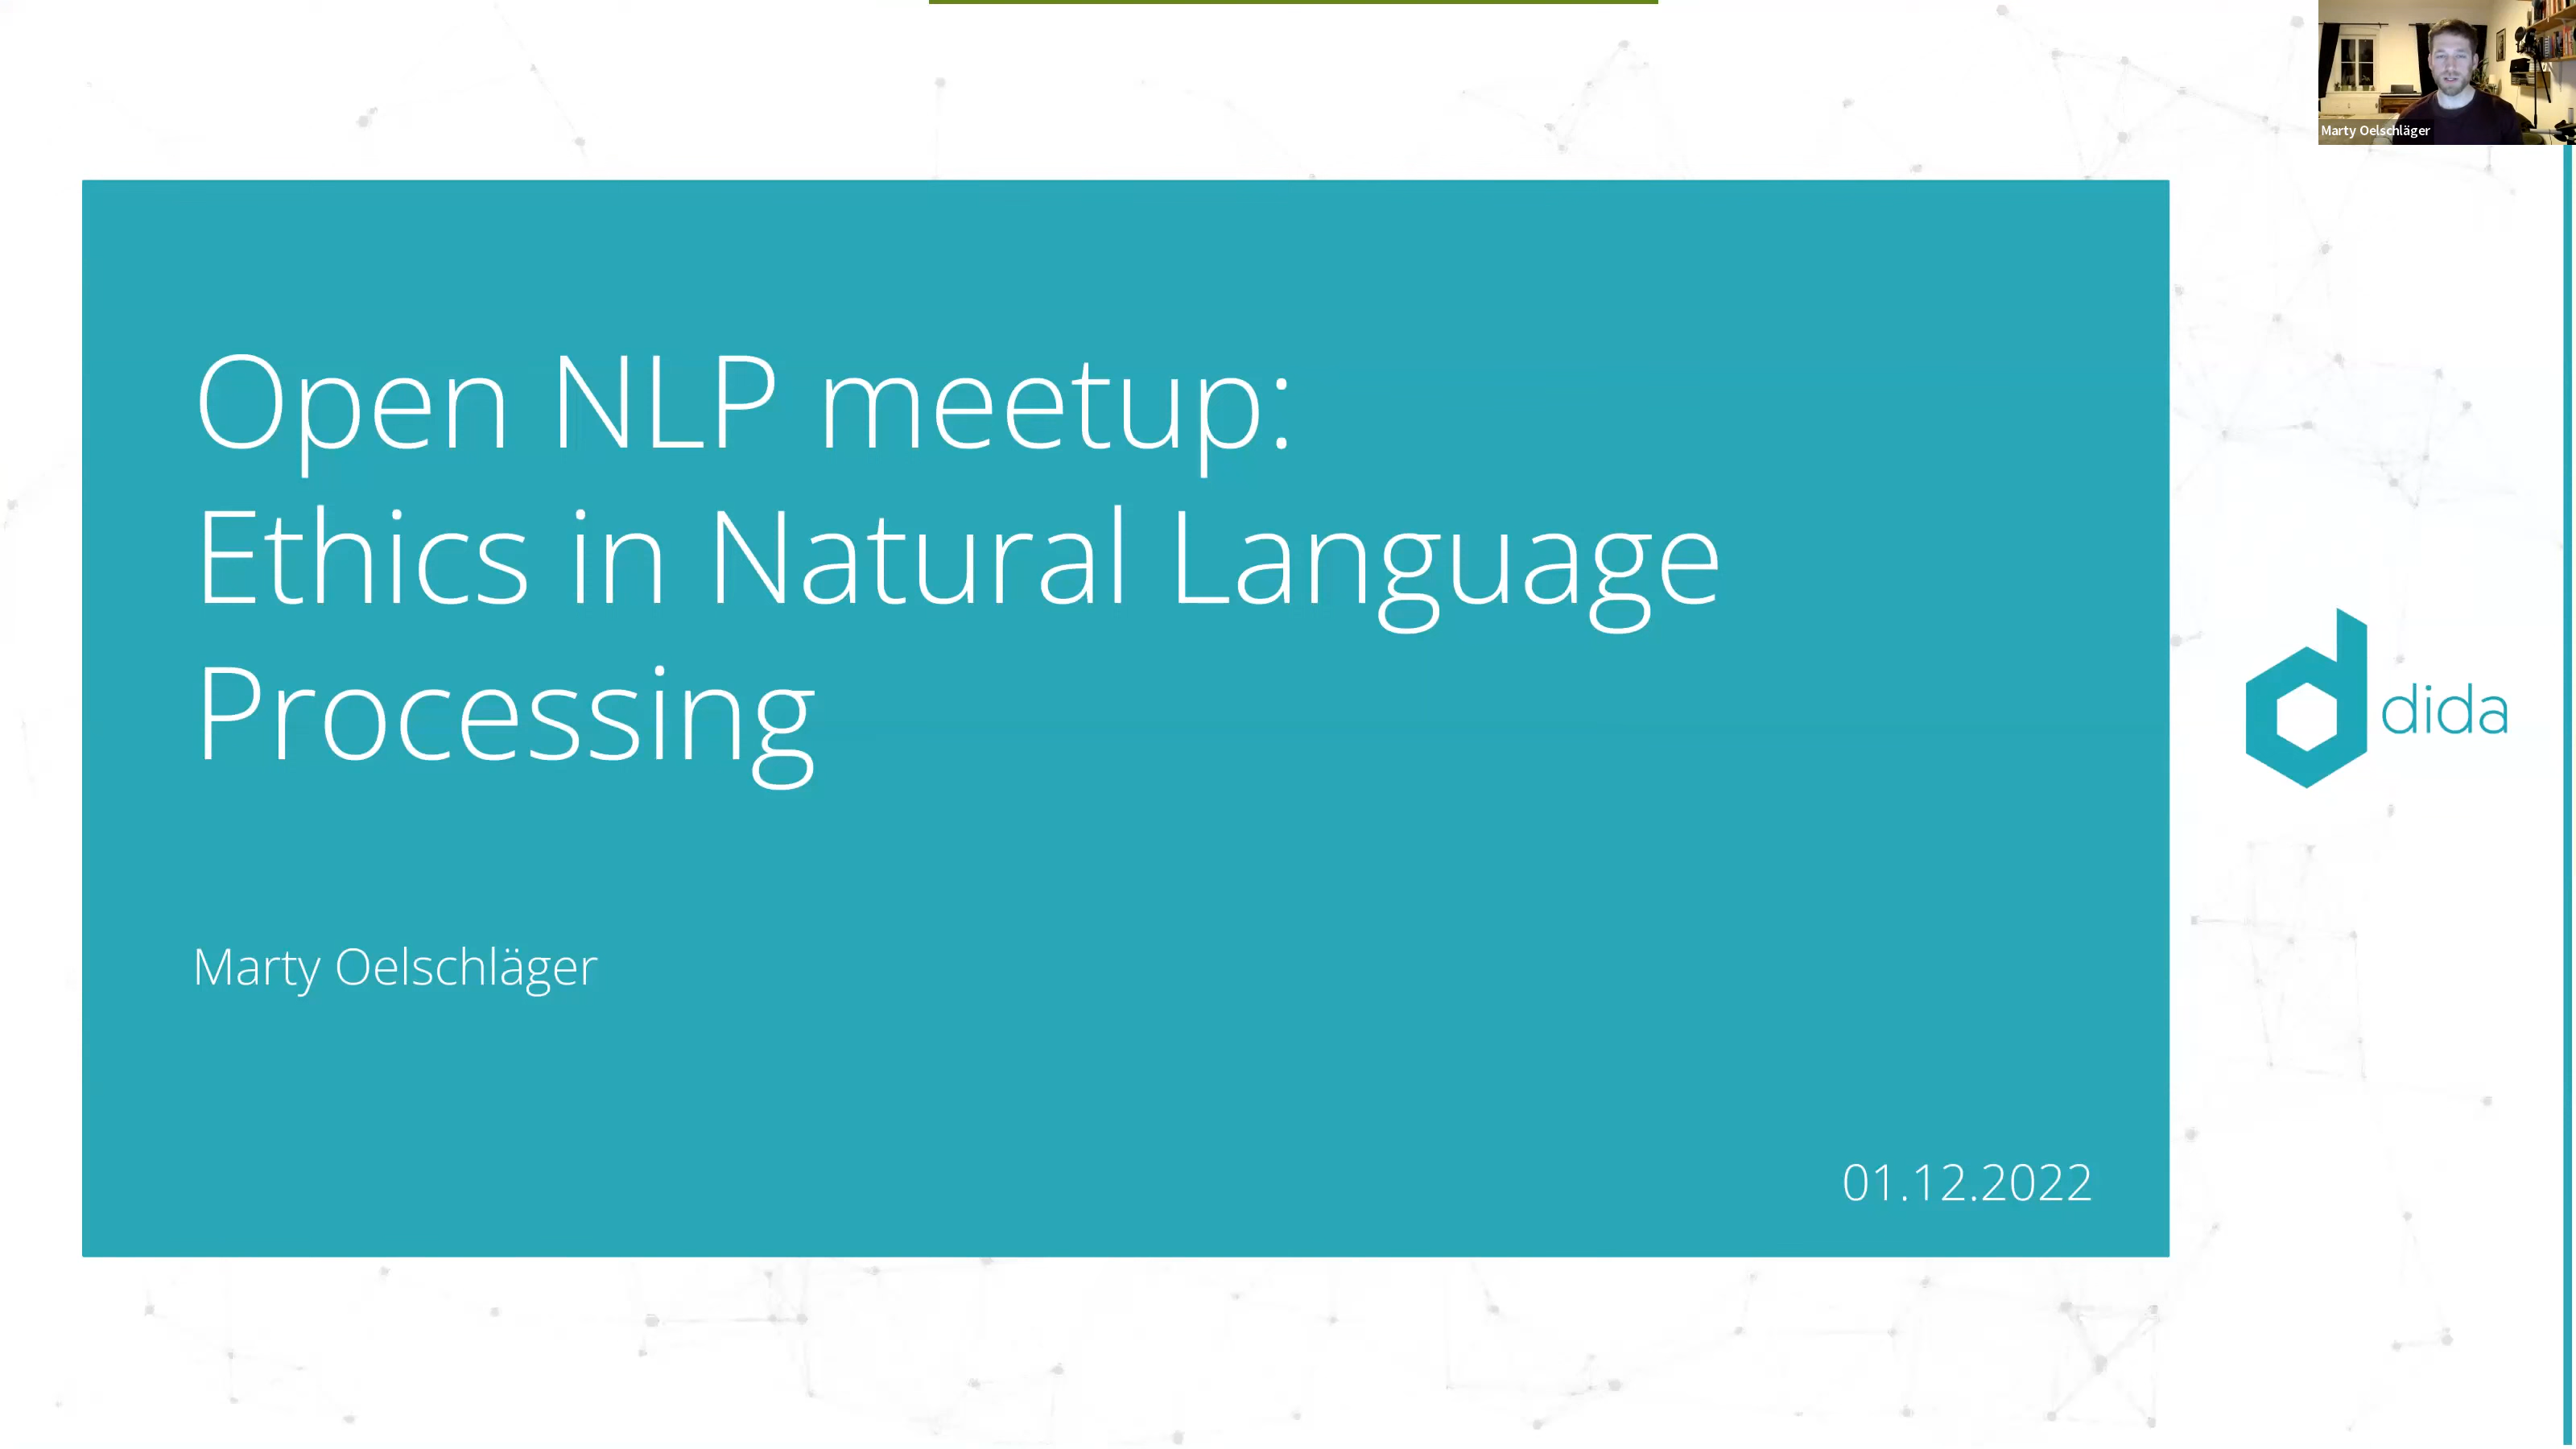 Marty Oelschläger
Open NLP meetup:
Ethics in Natural Language
Processing
dida
Marty Oelschläger
01.12.2022